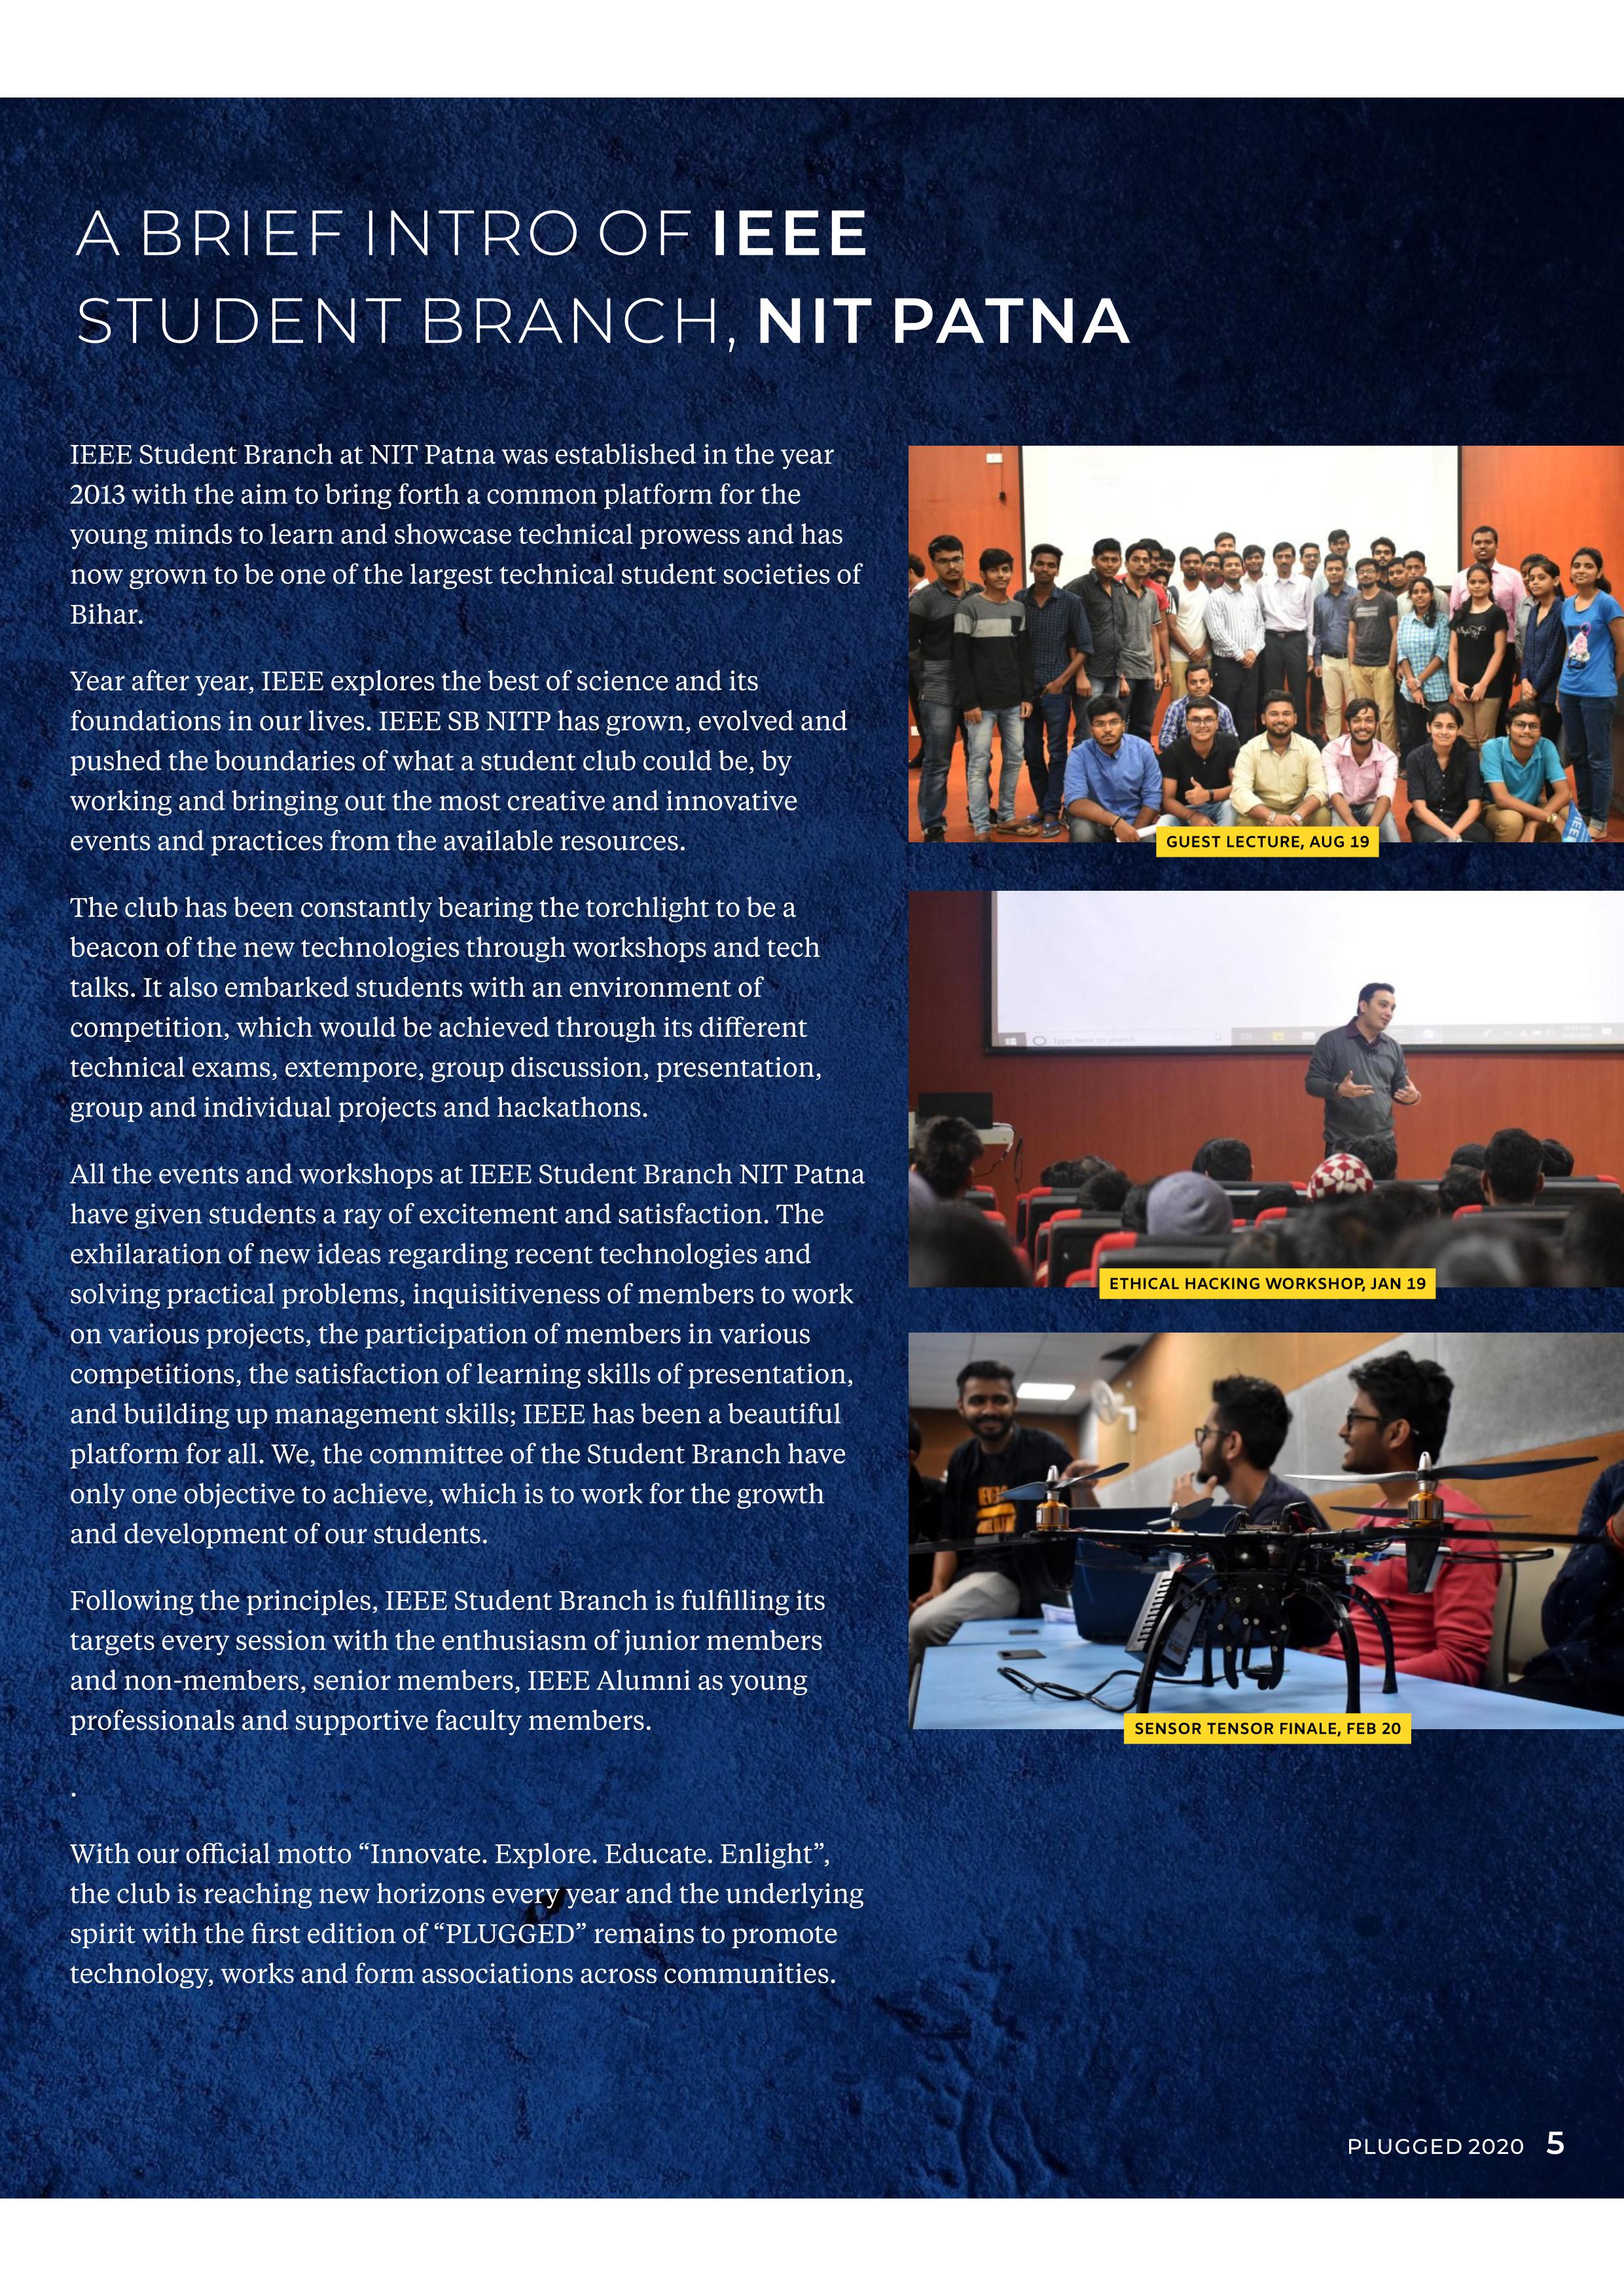 A BRIEF INTRO OF IEEE
STUDENT BRANCH, NIT PATNA
IEEE Student Branch at NIT Patna was established in the year
2013 with the aim to bring forth a common platform for the
young minds to learn and showcase technical prowess and has
now grown to be one of the largest technical student societies of
Bihar.
Year after year, IEEE explores the best of science and its
foundations in our lives. IEEE SB NITP has grown, evolved and
pushed the boundaries of what a student club could be, by
working and bringing out the most creative and innovative
events and practices from the available resources.
The club has been constantly bearing the torchlight to be a
beacon of the new technologies through workshops and tech
talks. It also embarked students with an environment of
competition, which would be achieved through its different
technical exams, extempore, group discussion, presentation,
group and individual projects and hackathons.
All the events and workshops at IEEE Student Branch NIT Patna
have given students a ray of excitement and satisfaction. The
exhilaration of new ideas regarding recent technologies and
solving practical problems, inquisitiveness of members to work
on various projects, the participation of members in various
competitions, the satisfaction of learning skills of presentation,
and building up management skills; IEEE has been a beautiful
platform for all. We, the committee of the Student Branch have
only one objective to achieve, which is to work for the growth
and development of our students.
Following the principles, IEEE Student Branch is fulfilling its
targets every session with the enthusiasm of junior members
and non-members, senior members, IEEE Alumni as young
professionals and supportive faculty members.
.
With our official motto “Innovate. Explore. Educate. Enlight”,
the club is reaching new horizons every year and the underlying
spirit with the first edition of “PLUGGED” remains to promote
technology, works and form associations across communities.
IEEE
GUEST LECTURE, AUG 19
Type here to search
ETHICAL HACKING WORKSHOP, JAN 19
SENSOR TENSOR FINALE, FEB 20
PLUGGED 2020 5